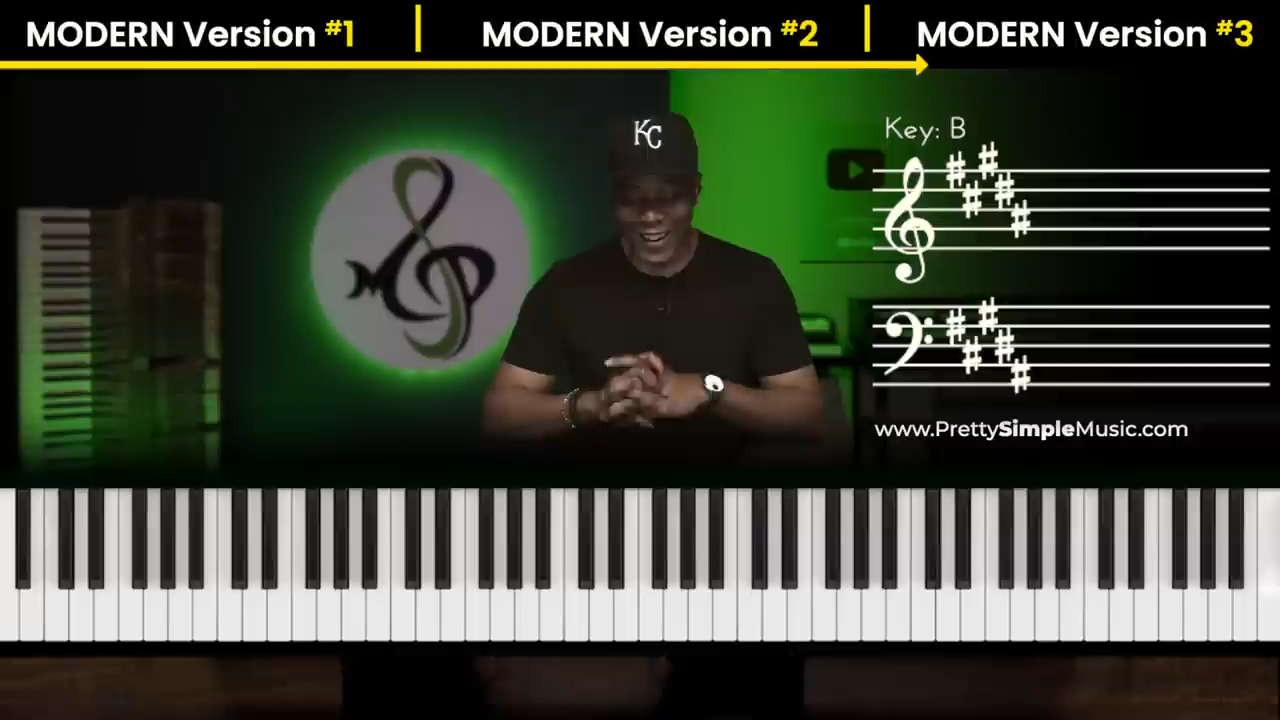 MODERN Version #1
MODERN Version #2
MODERN Version #3
KC
Key: B
www.PrettySimpleMusic.com